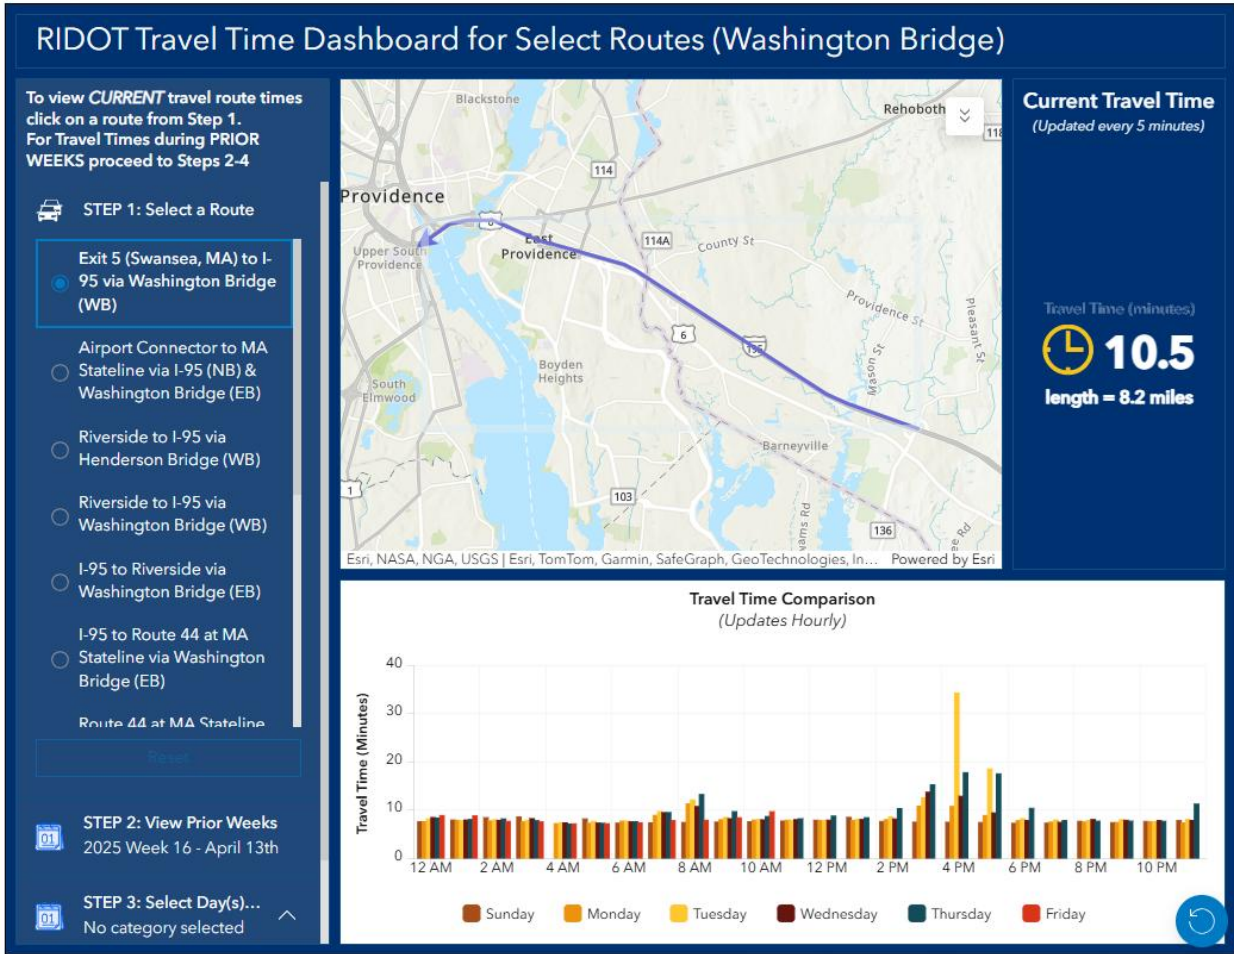 RIDOT Travel Time Dashboard for Select Routes (Washington Bridge)
To view CURRENT travel route times
click on a route from Step 1.
For Travel Times during PRIOR
WEEKS proceed to Steps 2-4
STEP 1: Select a Route
Exit 5 (Swansea, MA) to I-
95 via Washington Bridge
(WB)
Airport Connector to MA
Stateline via I-95 (NB) &
Washington Bridge (EB)
Riverside to I-95 via
Henderson Bridge (WB)
Riverside to I-95 via
Washington Bridge (WB)
I-95 to Riverside via
Washington Bridge (EB)
I-95 to Route 44 at MA
Stateline via Washington
Bridge (EB)
Route 44 at MA Stateline
Reset
01
STEP 2: View Prior Weeks
2025 Week 16 - April 13th
01
STEP 3: Select Day(s)...
No category selected
Blackstone
Rehoboth
118
114
Providence
6
East
Providence
114A
County St
Upper South
Providence
Providence St
Pleasant St
6
195
Mason St
Boyden
Heights
South
Elmwood
Barneyville
1
103
136
Esri, NASA, NGA, USGS | Esri, TomTom, Garmin, SafeGraph, GeoTechnologies, In... Powered by Esri
Current Travel Time
(Updated every 5 minutes)
Travel Time (minutes)
10.5
length = 8.2 miles
Travel Time Comparison
(Updates Hourly)
Travel Time (Minutes)
40
30
20
10
0
12 AM 2 AM 4 AM 6 AM 8 AM 10 AM 12 PM 2 PM 4 PM 6 PM 8 PM 10 PM
Sunday Monday Tuesday Wednesday Thursday Friday